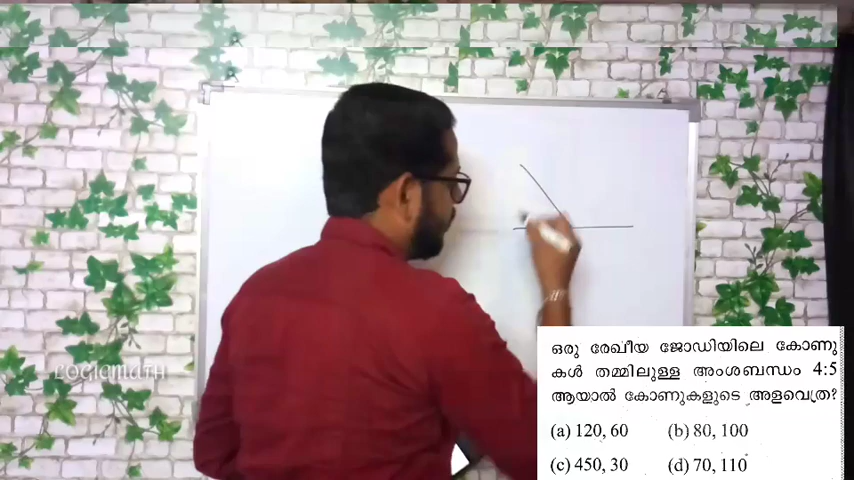 LOGICMATH
ഒരു രേഖീയ ജോഡിയിലെ കോണു
കൾ തമ്മിലുള്ള അംശബന്ധം 4:5
ആയാൽ കോണുകളുടെ അളവെത്ര?
(a) 120, 60 (b) 80, 100
(c) 450, 30 (d) 70, 110